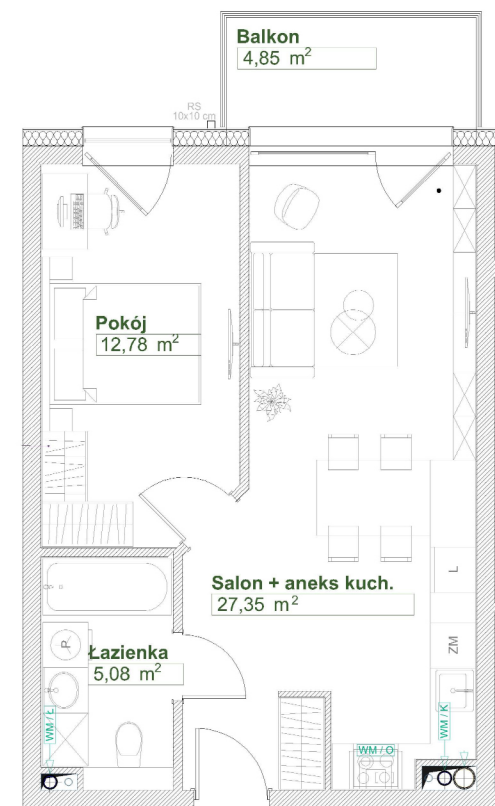 Balkon
4,85 m²
RS
10x10 cm
Pokój
12,78 m²
Salon + aneks kuch.
27,35 m²
L
ZM
P
Łazienka
5,08 m²
WM / Ł
WM / K
WM / O